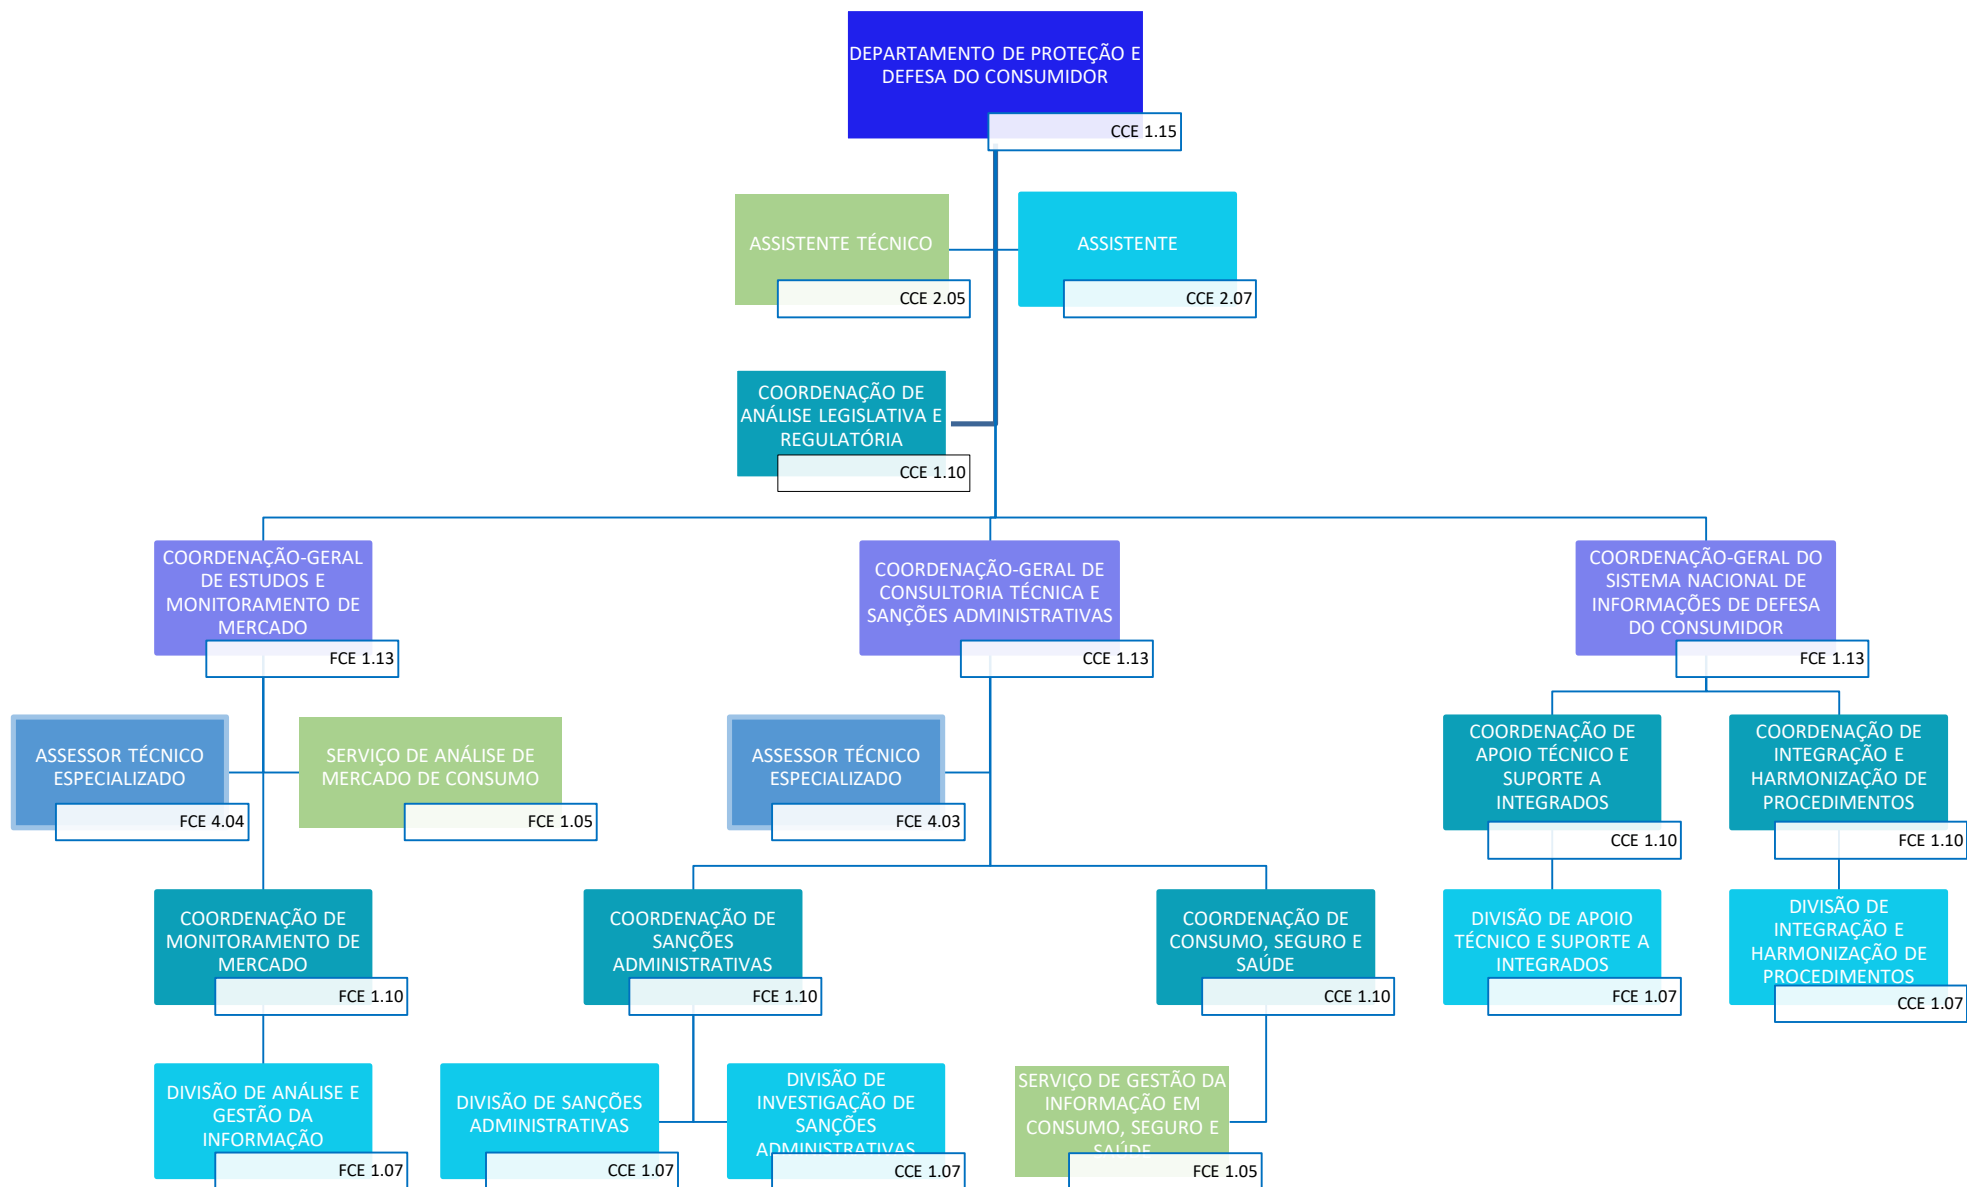 DEPARTAMENTO DE PROTEÇÃO E
DEFESA DO CONSUMIDOR
CCE 1.15
ASSISTENTE TÉCNICO
CCE 2.05
ASSISTENTE
CCE 2.07
COORDENAÇÃO DE
ANÁLISE LEGISLATIVA E
REGULATÓRIA
CCE 1.10
COORDENAÇÃO-GERAL
DE ESTUDOS E
MONITORAMENTO DE
MERCADO
FCE 1.13
COORDENAÇÃO-GERAL DE
CONSULTORIA TÉCNICA E
SANÇÕES ADMINISTRATIVAS
CCE 1.13
COORDENAÇÃO-GERAL DO
SISTEMA NACIONAL DE
INFORMAÇÕES DE DEFESA
DO CONSUMIDOR
FCE 1.13
ASSESSOR TÉCNICO
ESPECIALIZADO
FCE 4.04
SERVIÇO DE ANÁLISE DE
MERCADO DE CONSUMO
FCE 1.05
ASSESSOR TÉCNICO
ESPECIALIZADO
FCE 4.03
COORDENAÇÃO DE
APOIO TÉCNICO E
SUPORTE A
INTEGRADOS
CCE 1.10
COORDENAÇÃO DE
INTEGRAÇÃO E
HARMONIZAÇÃO DE
PROCEDIMENTOS
FCE 1.10
COORDENAÇÃO DE
MONITORAMENTO DE
MERCADO
FCE 1.10
COORDENAÇÃO DE
SANÇÕES
ADMINISTRATIVAS
FCE 1.10
COORDENAÇÃO DE
CONSUMO, SEGURO E
SAÚDE
CCE 1.10
DIVISÃO DE APOIO
TÉCNICO E SUPORTE A
INTEGRADOS
FCE 1.07
DIVISÃO DE
INTEGRAÇÃO E
HARMONIZAÇÃO DE
PROCEDIMENTOS
CCE 1.07
DIVISÃO DE ANÁLISE E
GESTÃO DA
INFORMAÇÃO
FCE 1.07
DIVISÃO DE SANÇÕES
ADMINISTRATIVAS
CCE 1.07
DIVISÃO DE
INVESTIGAÇÃO DE
SANÇÕES
ADMINISTRATIVAS
CCE 1.07
SERVIÇO DE GESTÃO DA
INFORMAÇÃO EM
CONSUMO, SEGURO E
SAÚDE
FCE 1.05